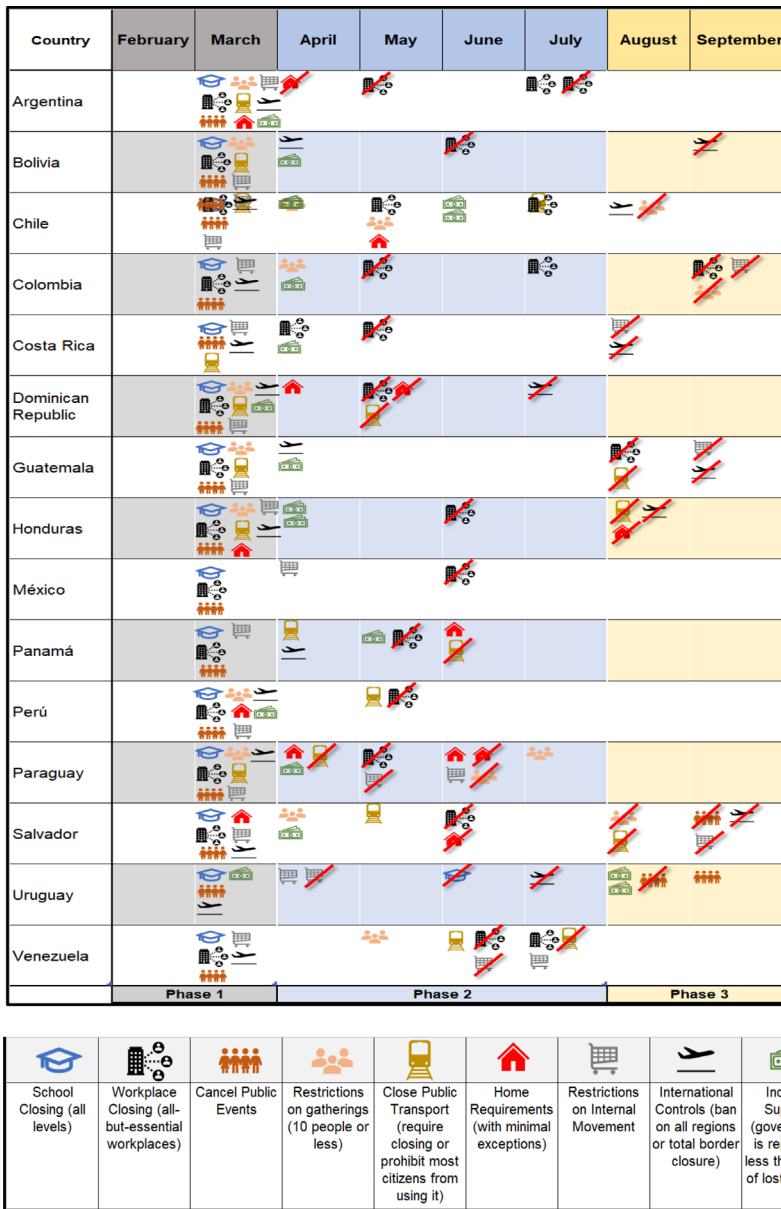 Country February March April May June July August September
Argentina
Bolivia
Chile
Colombia
Costa Rica
Dominican
Republic
Guatemala
Honduras
México
Panamá
Perú
Paraguay
Salvador
Uruguay
Venezuela
Phase 1 Phase 2 Phase 3
School
Closing (all
levels)
Workplace
Closing (all-
but-essential
workplaces)
Cancel Public
Events
Restrictions
on gatherings
(10 people or
less)
Close Public
Transport
(require
closing or
prohibit most
citizens from
using it)
Home
Requirements
(with minimal
exceptions)
Restrictions
on Internal
Movement
International
Controls (ban
on all regions
or total border
closure)
is
less
of